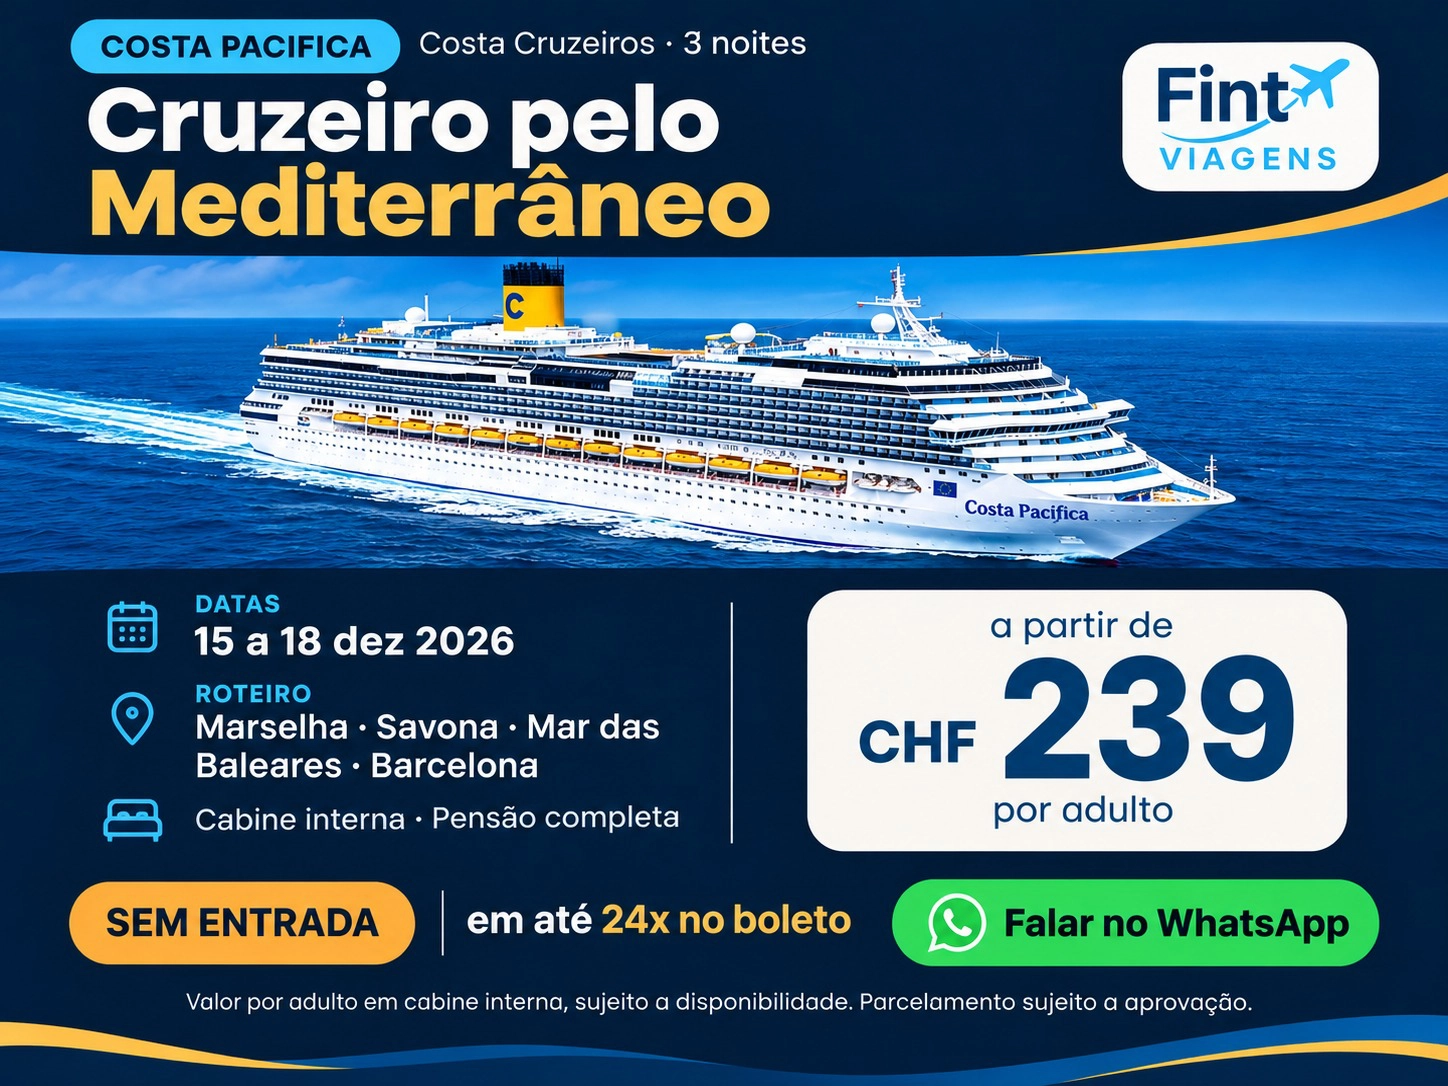 COSTA PACIFICA
Costa Cruzeiros · 3 noites
Cruzeiro pelo
Mediterrâneo
Fint
VIAGENS
C
Costa Pacifica
DATAS
15 a 18 dez 2026
ROTEIRO
Marselha · Savona · Mar das
Baleares · Barcelona
Cabine interna · Pensão completa
a partir de
CHF 239
por adulto
SEM ENTRADA
em até 24x no boleto
Falar no WhatsApp
Valor por adulto em cabine interna, sujeito a disponibilidade. Parcelamento sujeito a aprovação.